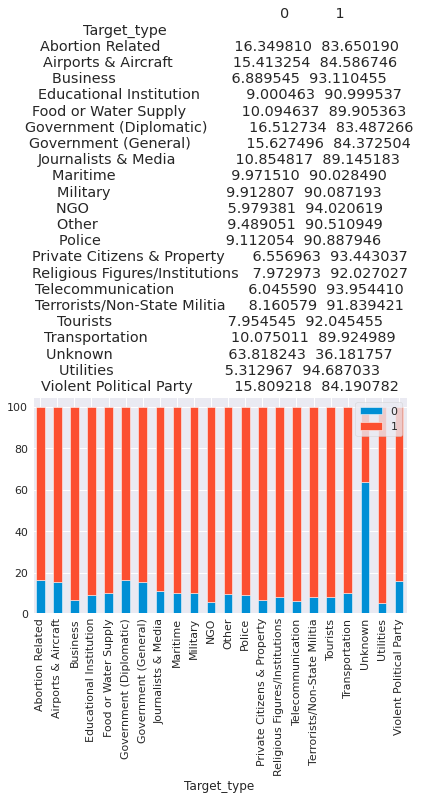 0 1
Target_type
Abortion Related 16.349810 83.650190
Airports & Aircraft 15.413254 84.586746
Business 6.889545 93.110455
Educational Institution 9.000463 90.999537
Food or Water Supply 10.094637 89.905363
Government (Diplomatic) 16.512734 83.487266
Government (General) 15.627496 84.372504
Journalists & Media 10.854817 89.145183
Maritime 9.971510 90.028490
Military 9.912807 90.087193
NGO 5.979381 94.020619
Other 9.489051 90.510949
Police 9.112054 90.887946
Private Citizens & Property 6.556963 93.443037
Religious Figures/Institutions 7.972973 92.027027
Telecommunication 6.045590 93.954410
Terrorists/Non-State Militia 8.160579 91.839421
Tourists 7.954545 92.045455
Transportation 10.075011 89.924989
Unknown 63.818243 36.181757
Utilities 5.312967 94.687033
Violent Political Party 15.809218 84.190782
100
80
60
40
20
0
0
1
Abortion Related
Airports & Aircraft
Business
Educational Institution
Food or Water Supply
Government (Diplomatic)
Government (General)
Journalists & Media
Maritime
Military
NGO
Other
Police
Private Citizens & Property
Religious Figures/Institutions
Telecommunication
Terrorists/Non-State Militia
Tourists
Transportation
Unknown
Utilities
Violent Political Party
Target_type